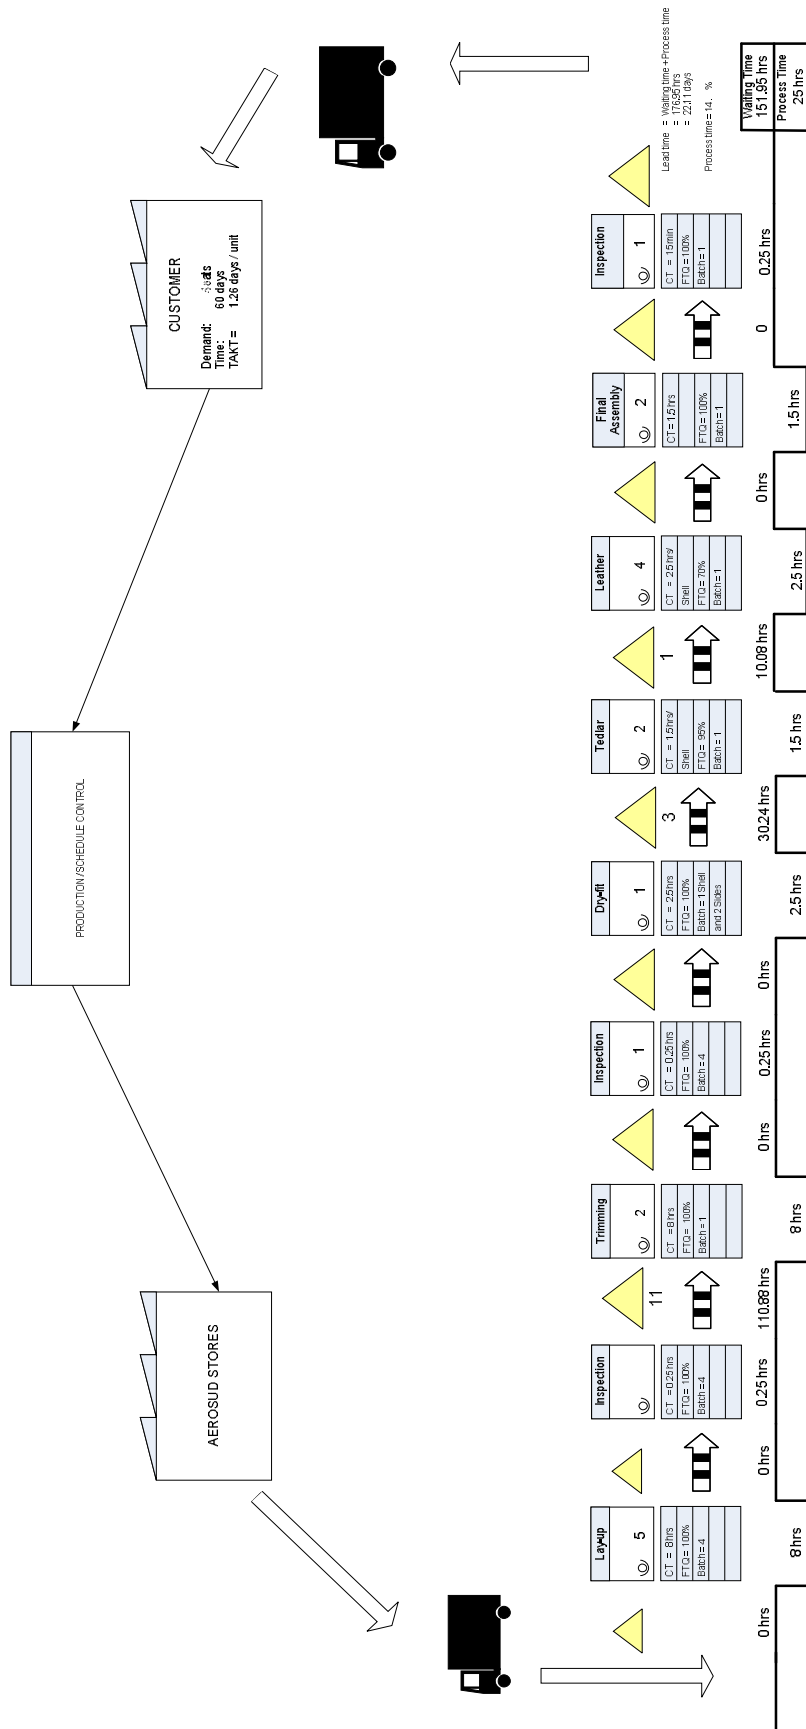 CUSTOMER
Demand:
Time: 60 days
TAKT = 1.26 days / unit
PRODUCTION / SCHEDULE CONTROL
AEROSUD STORES
Lay-up
5
CT = 8hrs
FTQ = 100%
Batch = 4
Inspection
CT = 0.25 hrs
FTQ = 100%
Batch = 4
11
Trimming
2
CT = 8 hrs
FTQ = 100%
Batch = 1
Inspection
1
CT = 0.25 hrs
FTQ = 100%
Batch = 4
Dry-fit
1
CT = 2.5 hrs
FTQ = 100%
Batch = 1 Shell
and 2 Sides
3
Tedlar
2
CT = 1.5 hrs/
Shell
FTQ = 95%
Batch = 1
1
Leather
4
CT = 2.5 hrs/
Shell
FTQ = 70%
Batch = 1
Final
Assembly
2
CT = 1.5 hrs
FTQ = 100%
Batch = 1
Inspection
1
CT = 15 min
FTQ = 100%
Batch = 1
Lead time = Waiting time + Process time
= 176.95 hrs
= 22.11 days
Process time = 14. %
0 hrs
8 hrs
0 hrs
0.25 hrs
110.88 hrs
8 hrs
0 hrs
0.25 hrs
0 hrs
2.5 hrs
30.24 hrs
1.5 hrs
10.08 hrs
2.5 hrs
0 hrs
1.5 hrs
0
0.25 hrs
Waiting Time
151.95 hrs
Process Time
25 hrs